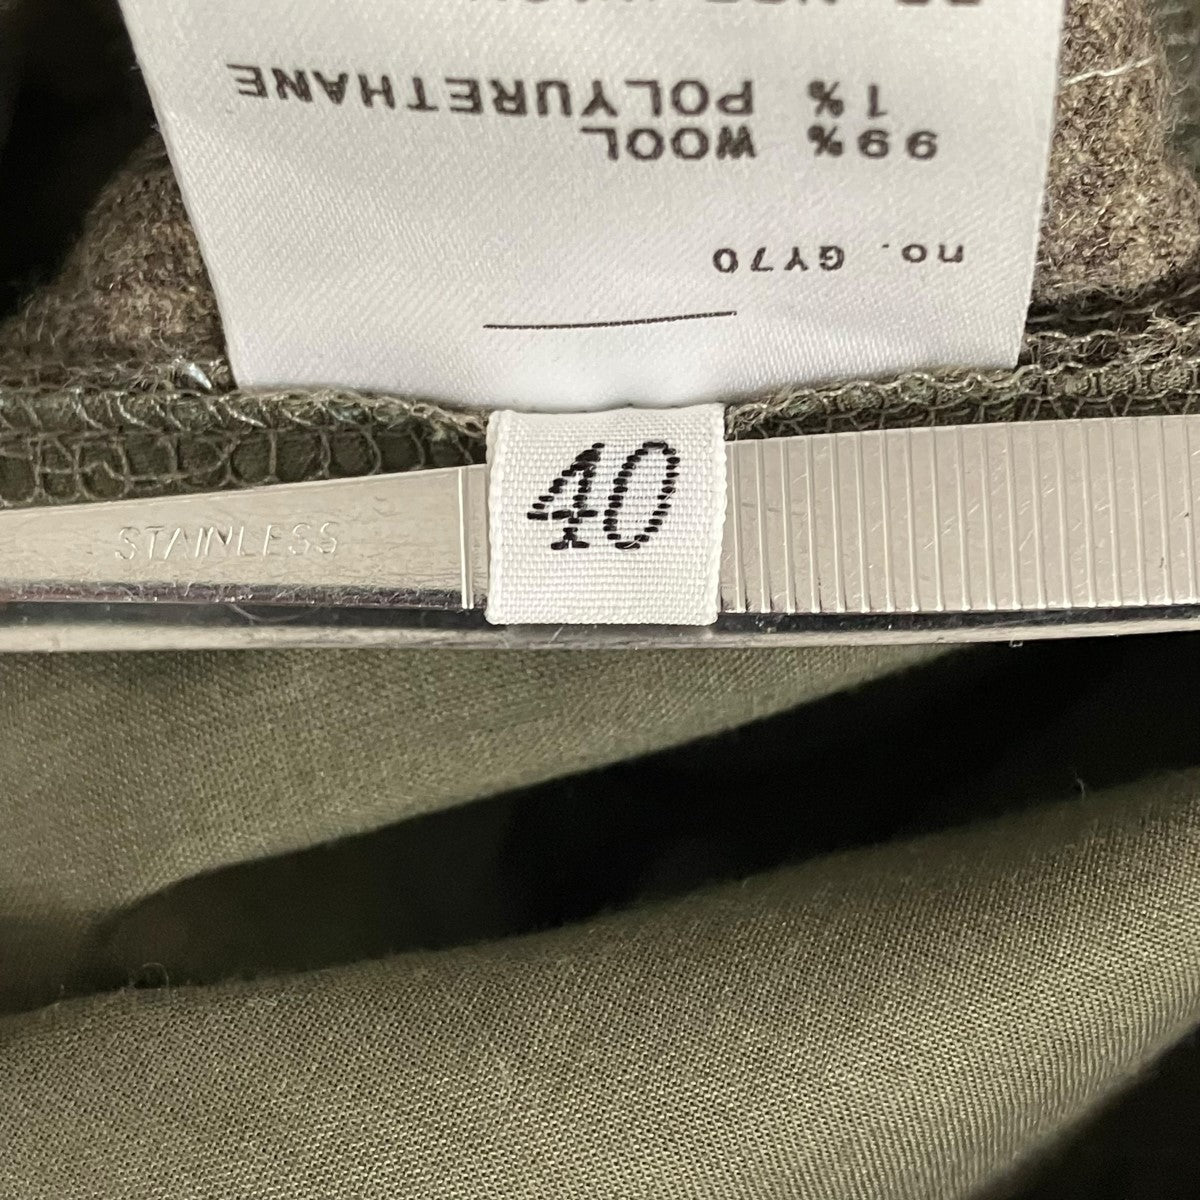 no. GY70
99% WOOL
1% POLYURETHANE
40
STAINLESS